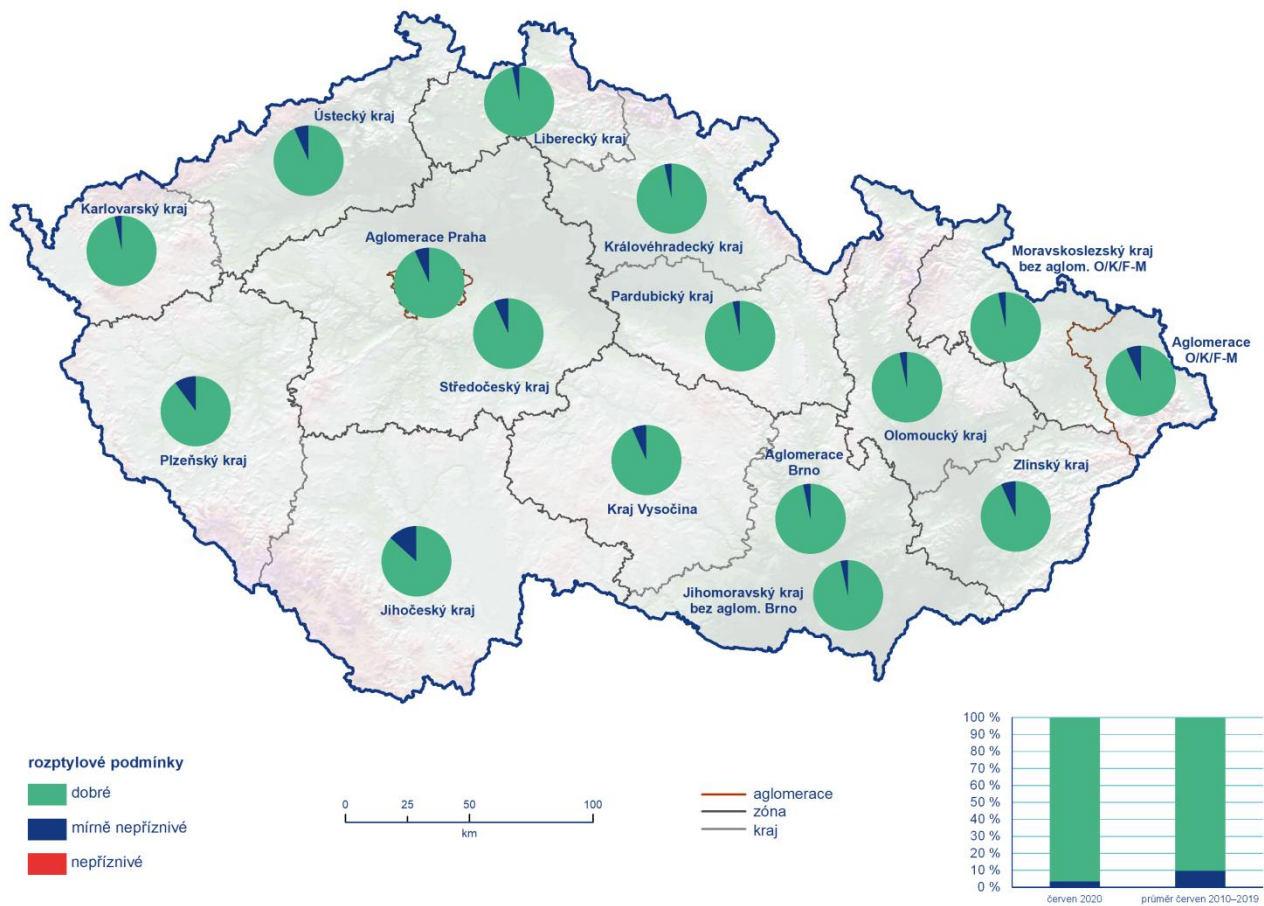 Ústecký kraj
Liberecký kraj
Karlovarský kraj
Aglomerace Praha
Královéhradecký kraj
Moravskoslezský kraj
bez aglom. O/K/F-M
Pardubický kraj
Aglomerace
O/K/F-M
Středočeský kraj
Olomoucký kraj
Plzeňský kraj
Aglomerace
Brno
Zlínský kraj
Kraj Vysočina
Jihočeský kraj
Jihomoravský kraj
bez aglom. Brno
rozptylové podmínky
dobré
mírně nepříznivé
nepříznivé
0 25 50 100
km
aglomerace
zóna
kraj
100 %
90 %
80 %
70 %
60 %
50 %
40 %
30 %
20 %
10 %
0 %
červen 2020 průměr červen 2010–2019